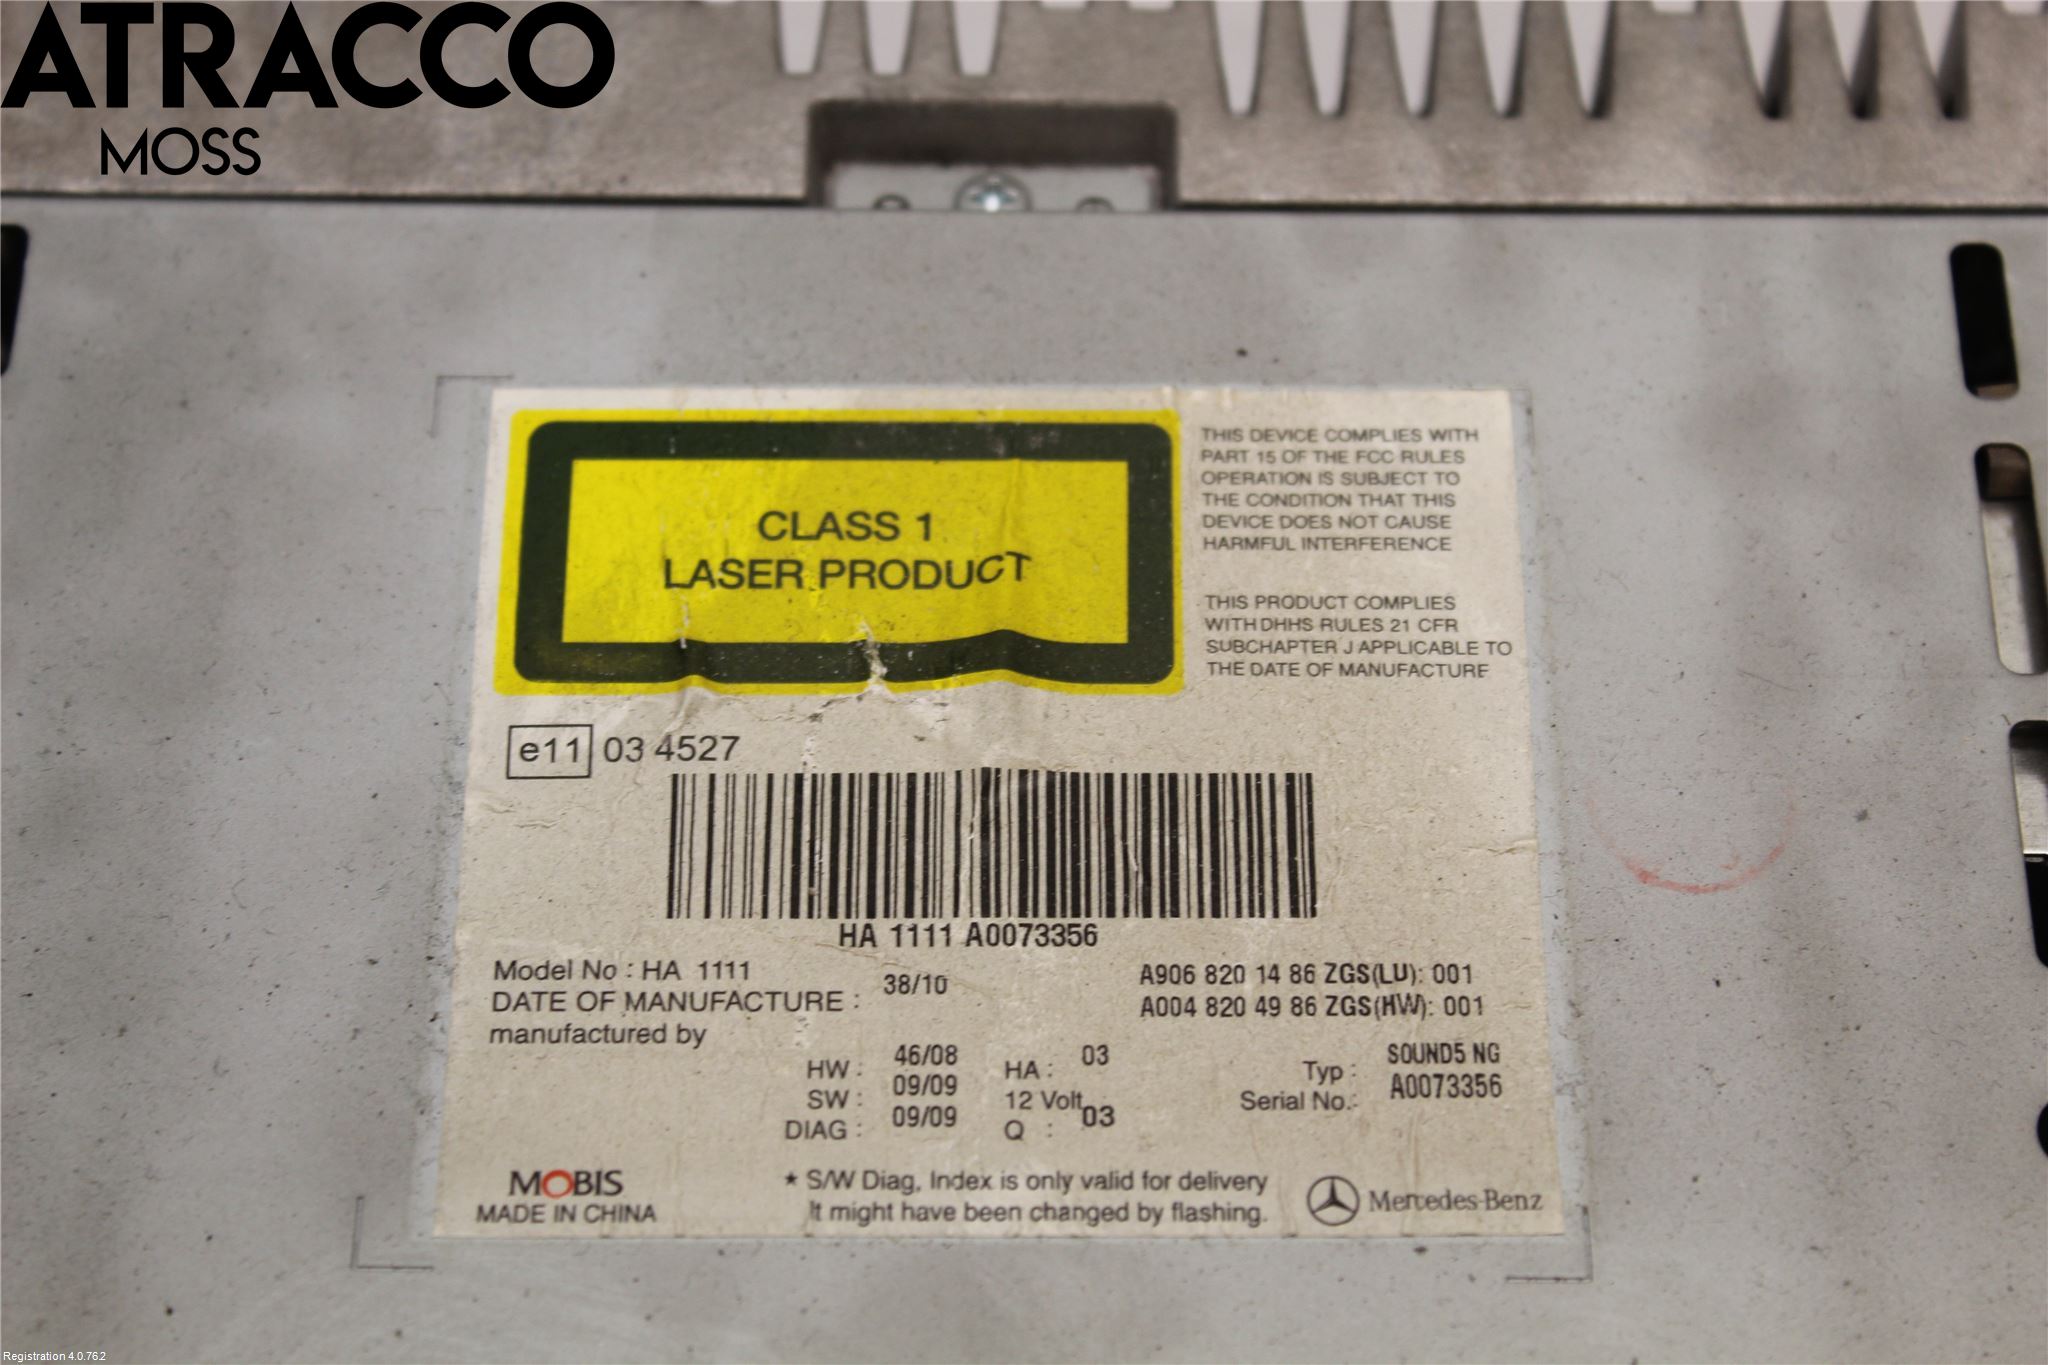 ATRACCO
MOSS
CLASS 1
LASER PRODUCT
THIS DEVICE COMPLIES WITH
PART 15 OF THE FCC RULES
OPERATION IS SUBJECT TO
THE CONDITION THAT THIS
DEVICE DOES NOT CAUSE
HARMFUL INTERFERENCE
THIS PRODUCT COMPLIES
WITH DHHS RULES 21 CFR
SUBCHAPTER J APPLICABLE TO
THE DATE OF MANUFACTURE
e11 03 4527
HA 1111 A0073356
Model No : HA 1111
DATE OF MANUFACTURE : 38/10
manufactured by
A906 820 14 86 ZGS(LU): 001
A004 820 49 86 ZGS(HW): 001
HW : 46/08 HA : 03
SW : 09/09 12 Volt
DIAG : 09/09 Q : 03
Typ : SOUND5 NG
Serial No.: A0073356
MOBIS
MADE IN CHINA
* S/W Diag, Index is only valid for delivery
It might have been changed by flashing.
Mercedes-Benz
Registration 4.0.762